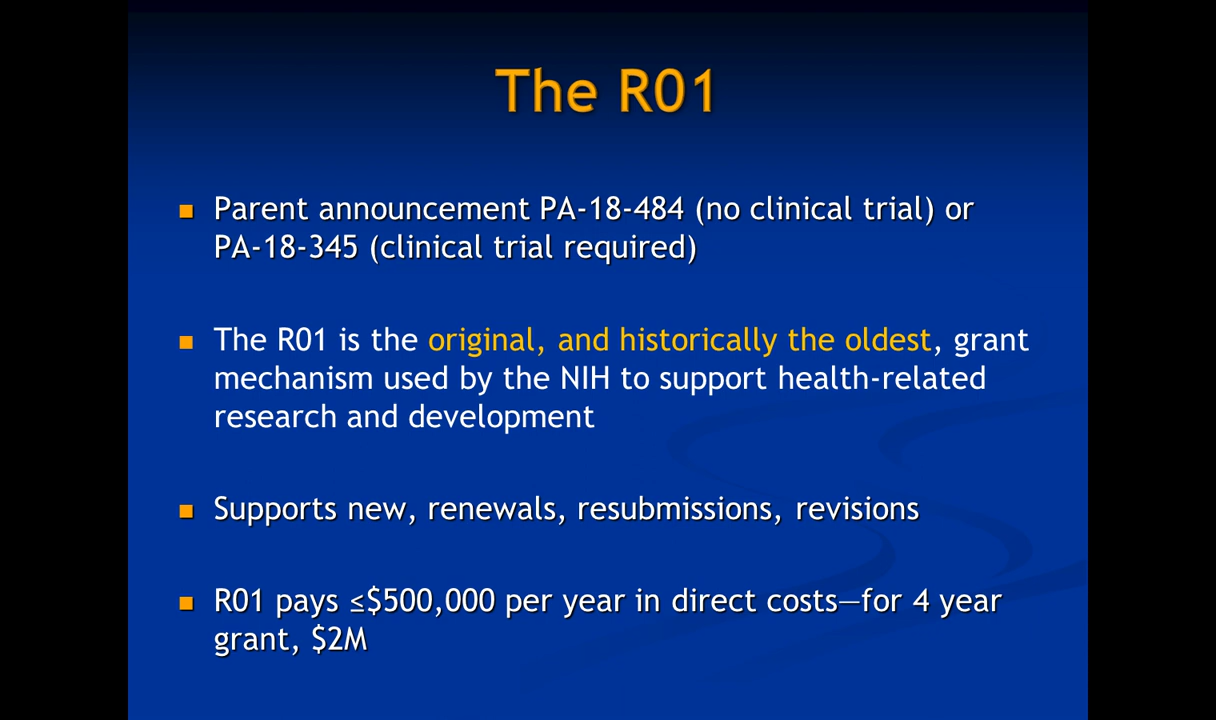 The R01
Parent announcement PA-18-484 (no clinical trial) or
PA-18-345 (clinical trial required)
The R01 is the original, and historically the oldest, grant
mechanism used by the NIH to support health-related
research and development
Supports new, renewals, resubmissions, revisions
R01 pays ≤$500,000 per year in direct costs—for 4 year
grant, $2M